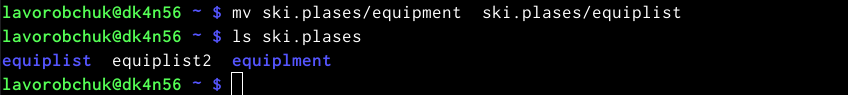 lavorobchuk@dk4n56 ~ $ mv ski.plases/equipment  ski.plases/equiplist
lavorobchuk@dk4n56 ~ $ ls ski.plases
equiplist  equiplist2  equiplment
lavorobchuk@dk4n56 ~ $